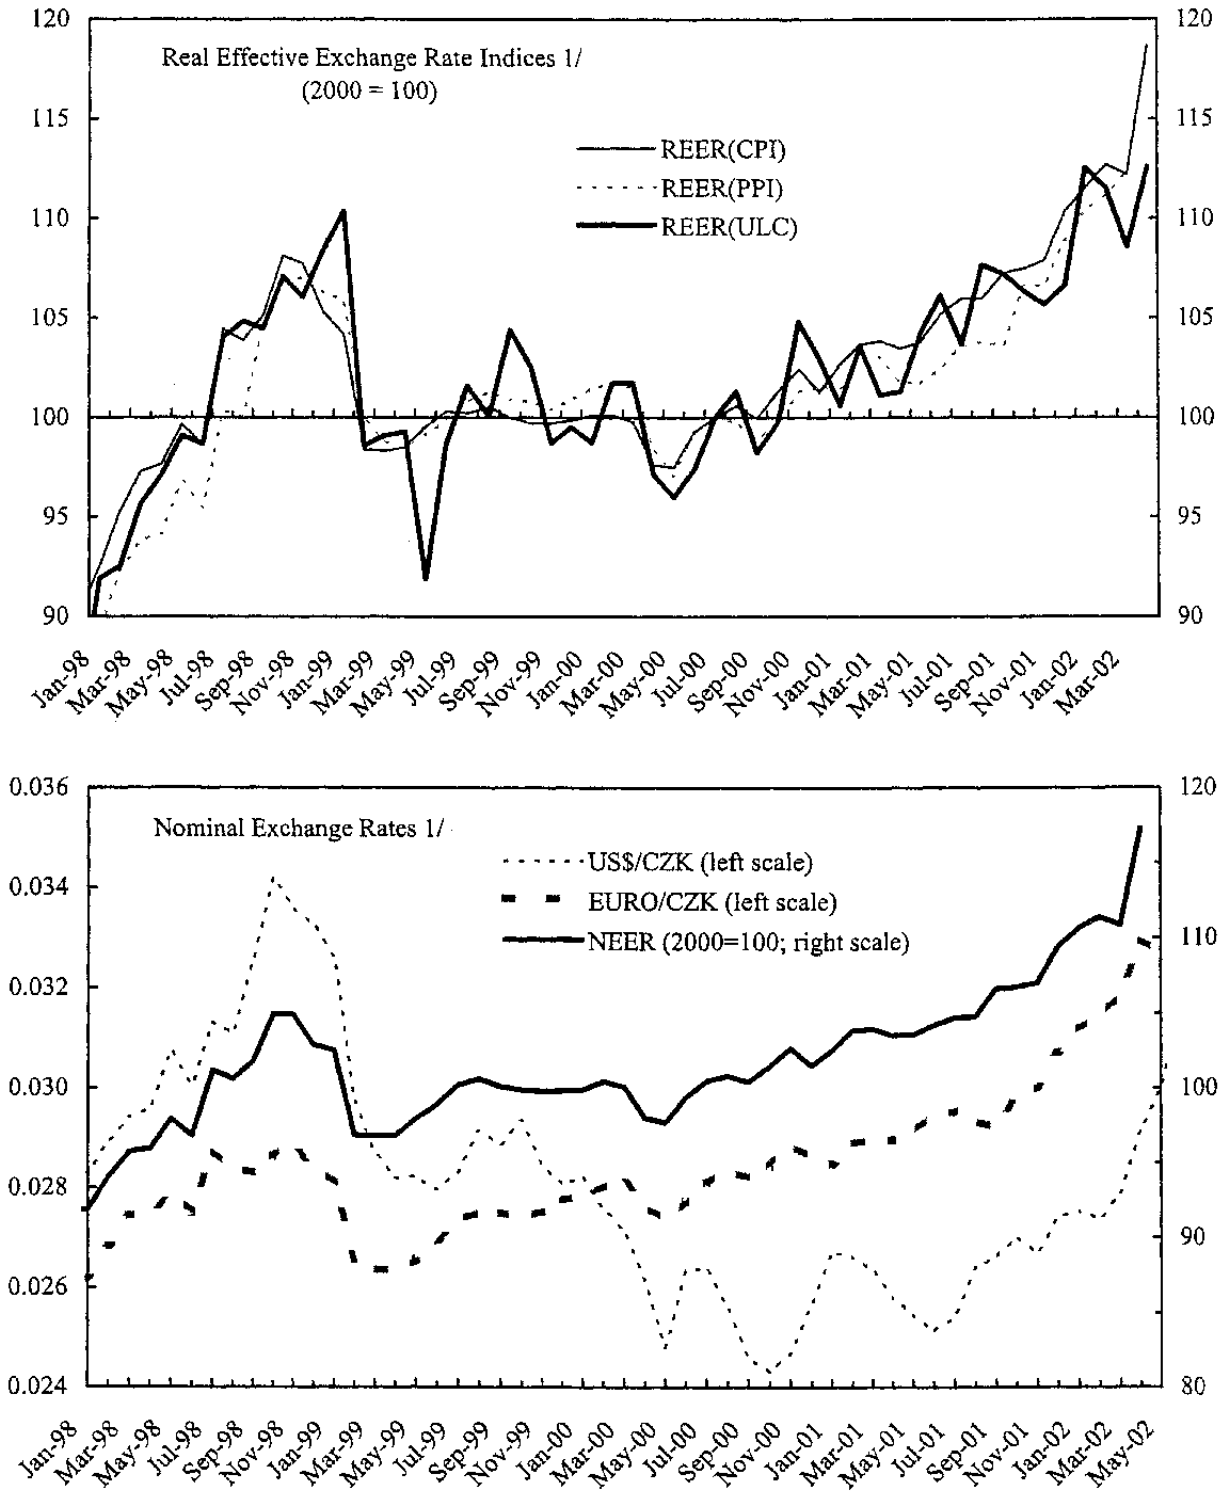 120 120
Real Effective Exchange Rate Indices 1/
(2000 = 100)
115 115
REER(CPI)
REER(PPI)
110 110
REER(ULC)
105 105
100 100
95 95
90 90
Jan-98 Mar-98 May-98 Jul-98 Sep-98 Nov-98 Jan-99 Mar-99 May-99 Jul-99 Sep-99 Nov-99 Jan-00 Mar-00 May-00 Jul-00 Sep-00 Nov-00 Jan-01 Mar-01 May-01 Jul-01 Sep-01 Nov-01 Jan-02 Mar-02
0.036 120
Nominal Exchange Rates 1/
US$/CZK (left scale)
0.034
EURO/CZK (left scale)
NEER (2000=100; right scale) 110
0.032
0.030 100
0.028
90
0.026
0.024 80
Jan-98 Mar-98 May-98 Jul-98 Sep-98 Nov-98 Jan-99 Mar-99 May-99 Jul-99 Sep-99 Nov-99 Jan-00 Mar-00 May-00 Jul-00 Sep-00 Nov-00 Jan-01 Mar-01 May-01 Jul-01 Sep-01 Nov-01 Jan-02 Mar-02 May-02